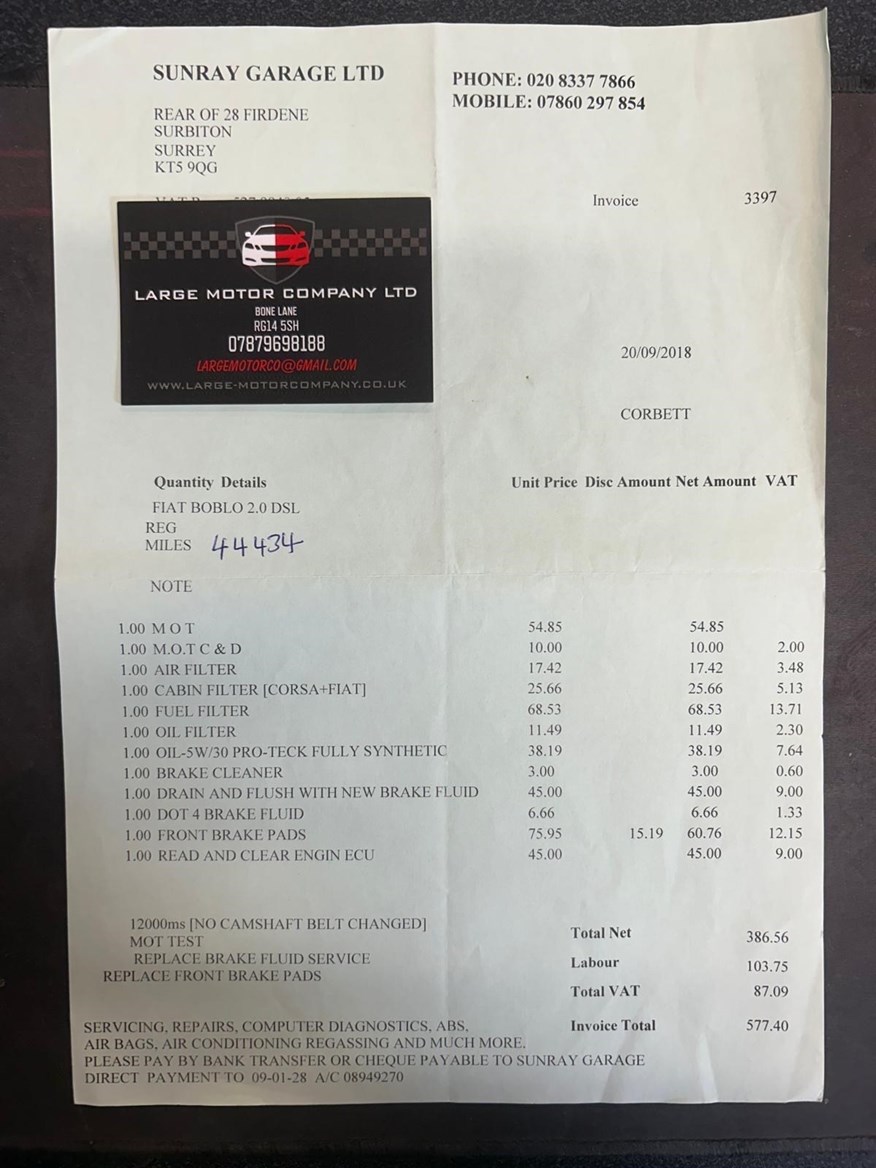 SUNRAY GARAGE LTD
PHONE: 020 8337 7866
MOBILE: 07860 297 854
REAR OF 28 FIRDENE
SURBITON
SURREY
KT5 9QG
Invoice 3397
LARGE MOTOR COMPANY LTD
BONE LANE
RG14 5SH
07879698188
LARGEMOTORCO@GMAIL.COM
WWW.LARGE-MOTORCOMPANY.CO.UK
20/09/2018
CORBETT
Quantity Details Unit Price Disc Amount Net Amount VAT
FIAT BOBLO 2.0 DSL
REG
MILES 44434
NOTE
1.00 M O T 54.85 54.85
1.00 M.O.T C & D 10.00 10.00 2.00
1.00 AIR FILTER 17.42 17.42 3.48
1.00 CABIN FILTER [CORSA+FIAT] 25.66 25.66 5.13
1.00 FUEL FILTER 68.53 68.53 13.71
1.00 OIL FILTER 11.49 11.49 2.30
1.00 OIL-5W/30 PRO-TECK FULLY SYNTHETIC 38.19 38.19 7.64
1.00 BRAKE CLEANER 3.00 3.00 0.60
1.00 DRAIN AND FLUSH WITH NEW BRAKE FLUID 45.00 45.00 9.00
1.00 DOT 4 BRAKE FLUID 6.66 6.66 1.33
1.00 FRONT BRAKE PADS 75.95 15.19 60.76 12.15
1.00 READ AND CLEAR ENGIN ECU 45.00 45.00 9.00
12000ms [NO CAMSHAFT BELT CHANGED]
MOT TEST
REPLACE BRAKE FLUID SERVICE
REPLACE FRONT BRAKE PADS
Total Net 386.56
Labour 103.75
Total VAT 87.09
Invoice Total 577.40
SERVICING, REPAIRS, COMPUTER DIAGNOSTICS, ABS,
AIR BAGS, AIR CONDITIONING REGASSING AND MUCH MORE.
PLEASE PAY BY BANK TRANSFER OR CHEQUE PAYABLE TO SUNRAY GARAGE
DIRECT PAYMENT TO 09-01-28 A/C 08949270